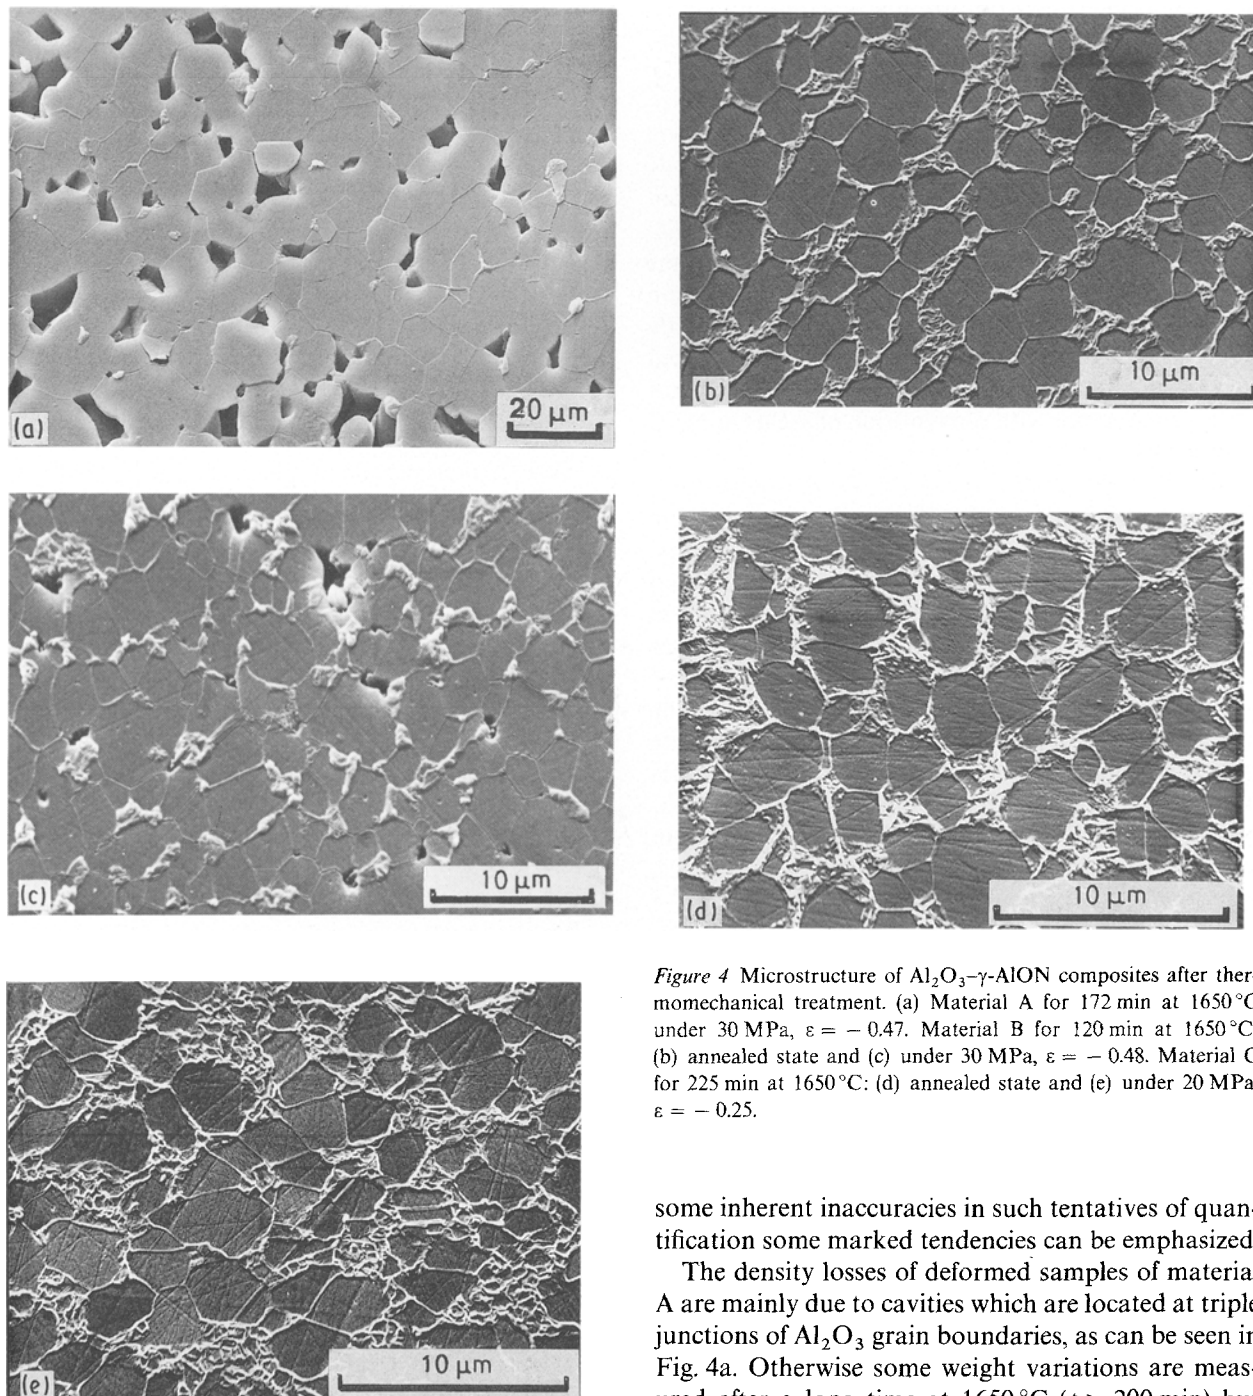 (a)
20 μm
(b)
10 μm
(c)
10 μm
(d)
10 μm
(e)
10 μm
Figure 4 Microstructure of Al₂O₃–γ-AlON composites after ther-
momechanical treatment. (a) Material A for 172 min at 1650 °C
under 30 MPa, ε = − 0.47. Material B for 120 min at 1650 °C
(b) annealed state and (c) under 30 MPa, ε = − 0.48. Material C
for 225 min at 1650 °C: (d) annealed state and (e) under 20 MPa
ε = − 0.25.
some inherent inaccuracies in such tentatives of quan-
tification some marked tendencies can be emphasized
The density losses of deformed samples of material
A are mainly due to cavities which are located at triple
junctions of Al₂O₃ grain boundaries, as can be seen in
Fig. 4a. Otherwise some weight variations are meas-